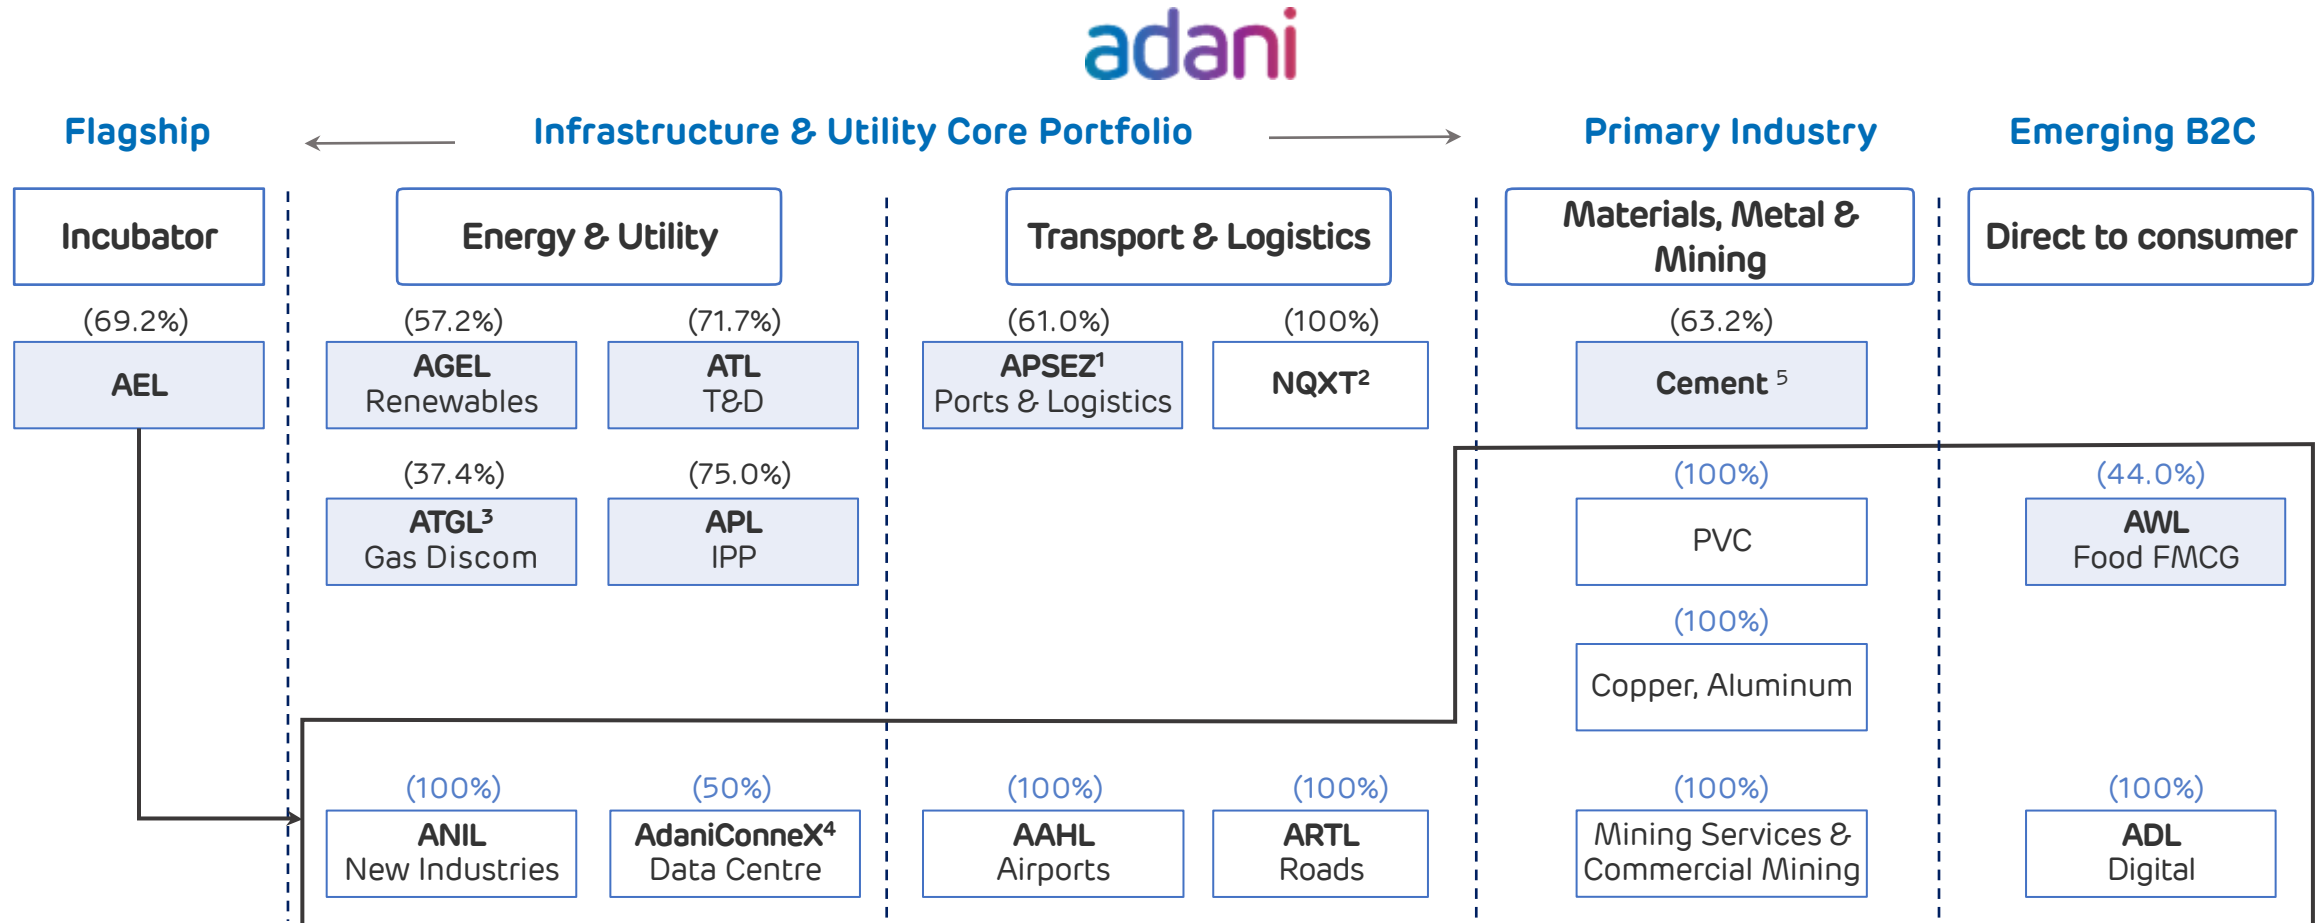 adani
Flagship
Infrastructure & Utility Core Portfolio
Primary Industry
Emerging B2C
Incubator
Energy & Utility
Transport & Logistics
Materials, Metal &
Mining
Direct to consumer
(69.2%)
(57.2%)
(71.7%)
(61.0%)
(100%)
(63.2%)
AEL
AGEL
Renewables
ATL
T&D
APSEZ¹
Ports & Logistics
NQXT²
Cement ⁵
(37.4%)
(75.0%)
(100%)
(44.0%)
ATGL³
Gas Discom
APL
IPP
PVC
AWL
Food FMCG
(100%)
Copper, Aluminum
(100%)
(50%)
(100%)
(100%)
(100%)
(100%)
ANIL
New Industries
AdaniConneX⁴
Data Centre
AAHL
Airports
ARTL
Roads
Mining Services &
Commercial Mining
ADL
Digital